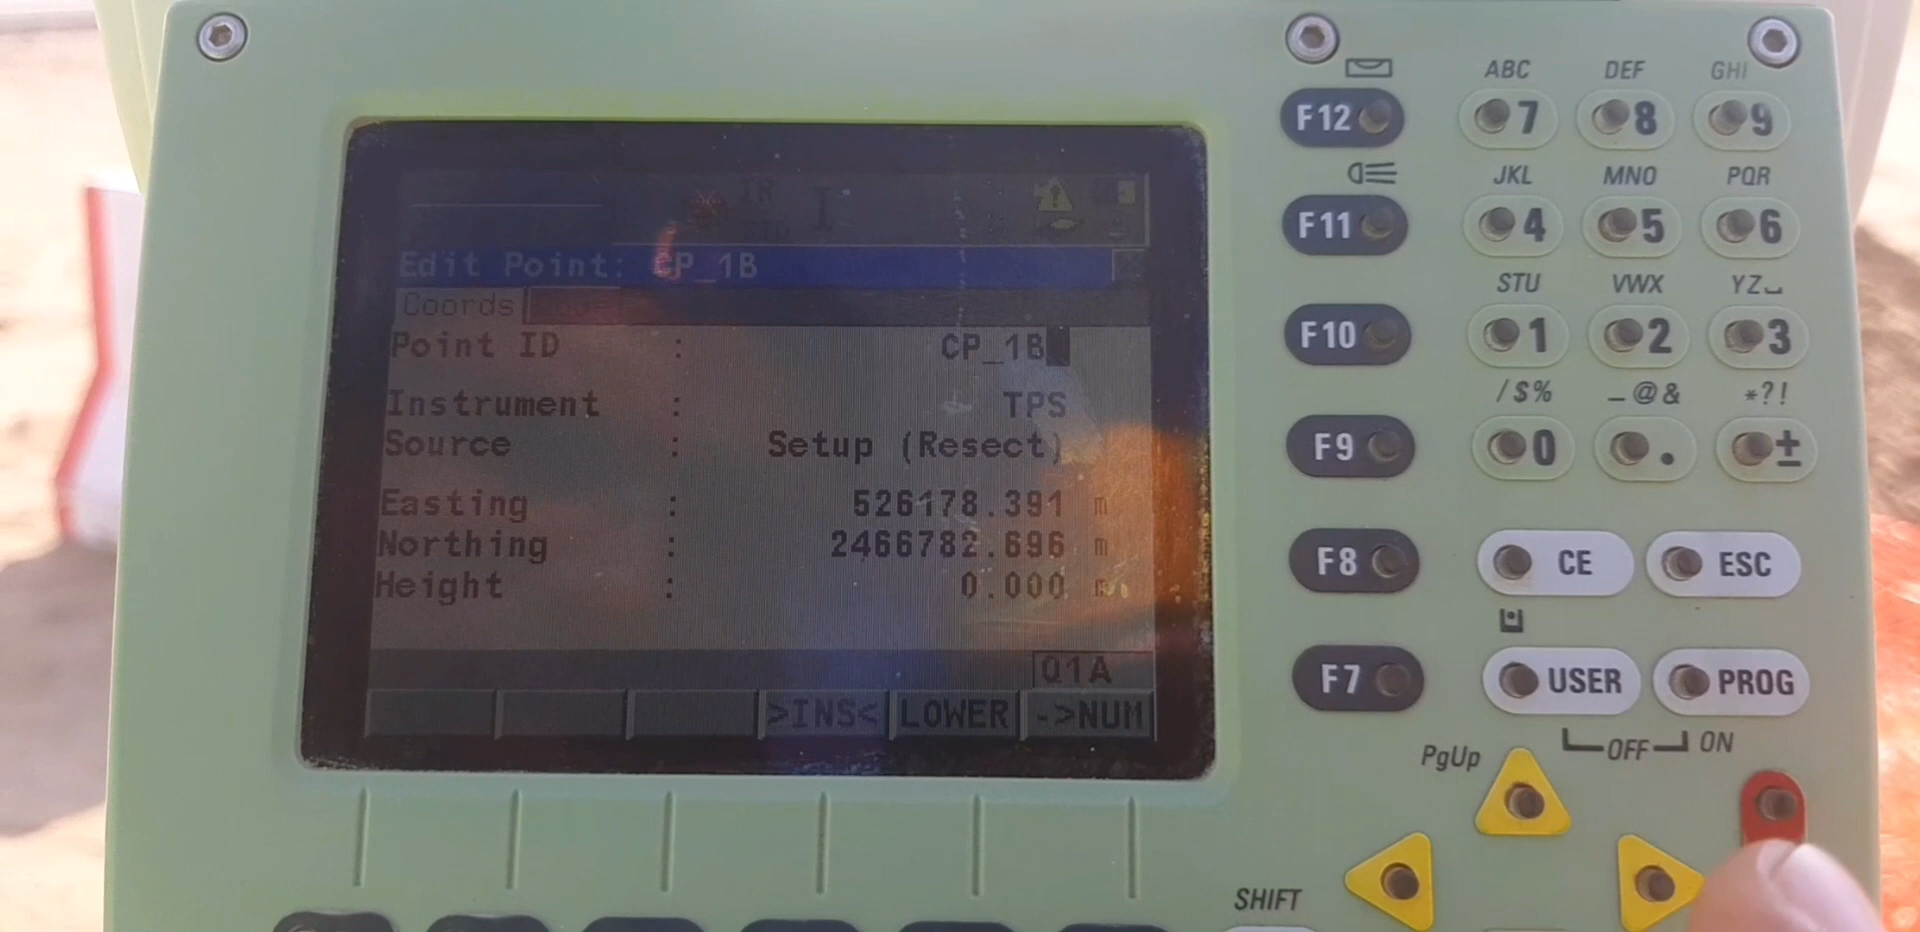 IR
STD
I
Edit Point: CP_1B
Coords
Point ID : CP_1B
Instrument : TPS
Source : Setup (Resect)
Easting : 526178.391 m
Northing : 2466782.696 m
Height : 0.000 m
Q1A
>INS< LOWER ->NUM
ABC DEF GHI
F12 7 8 9
JKL MNO PQR
F11 4 5 6
STU VWX YZ⌴
F10 1 2 3
/$% _@& *?!
F9 0 . ±
F8 CE ESC
F7 USER PROG
OFF ON
PgUp
SHIFT